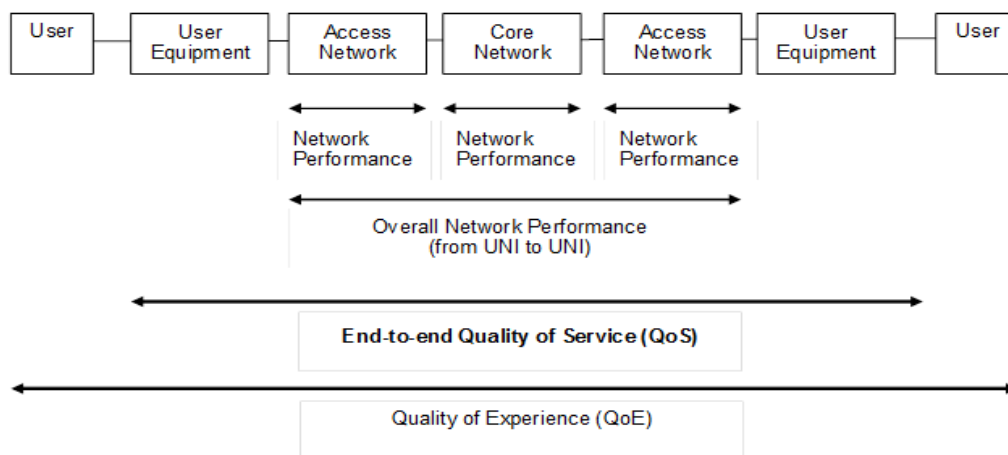 User
User
Equipment
Access
Network
Core
Network
Access
Network
User
Equipment
User
Network
Performance
Network
Performance
Network
Performance
Overall Network Performance
(from UNI to UNI)
End-to-end Quality of Service (QoS)
Quality of Experience (QoE)